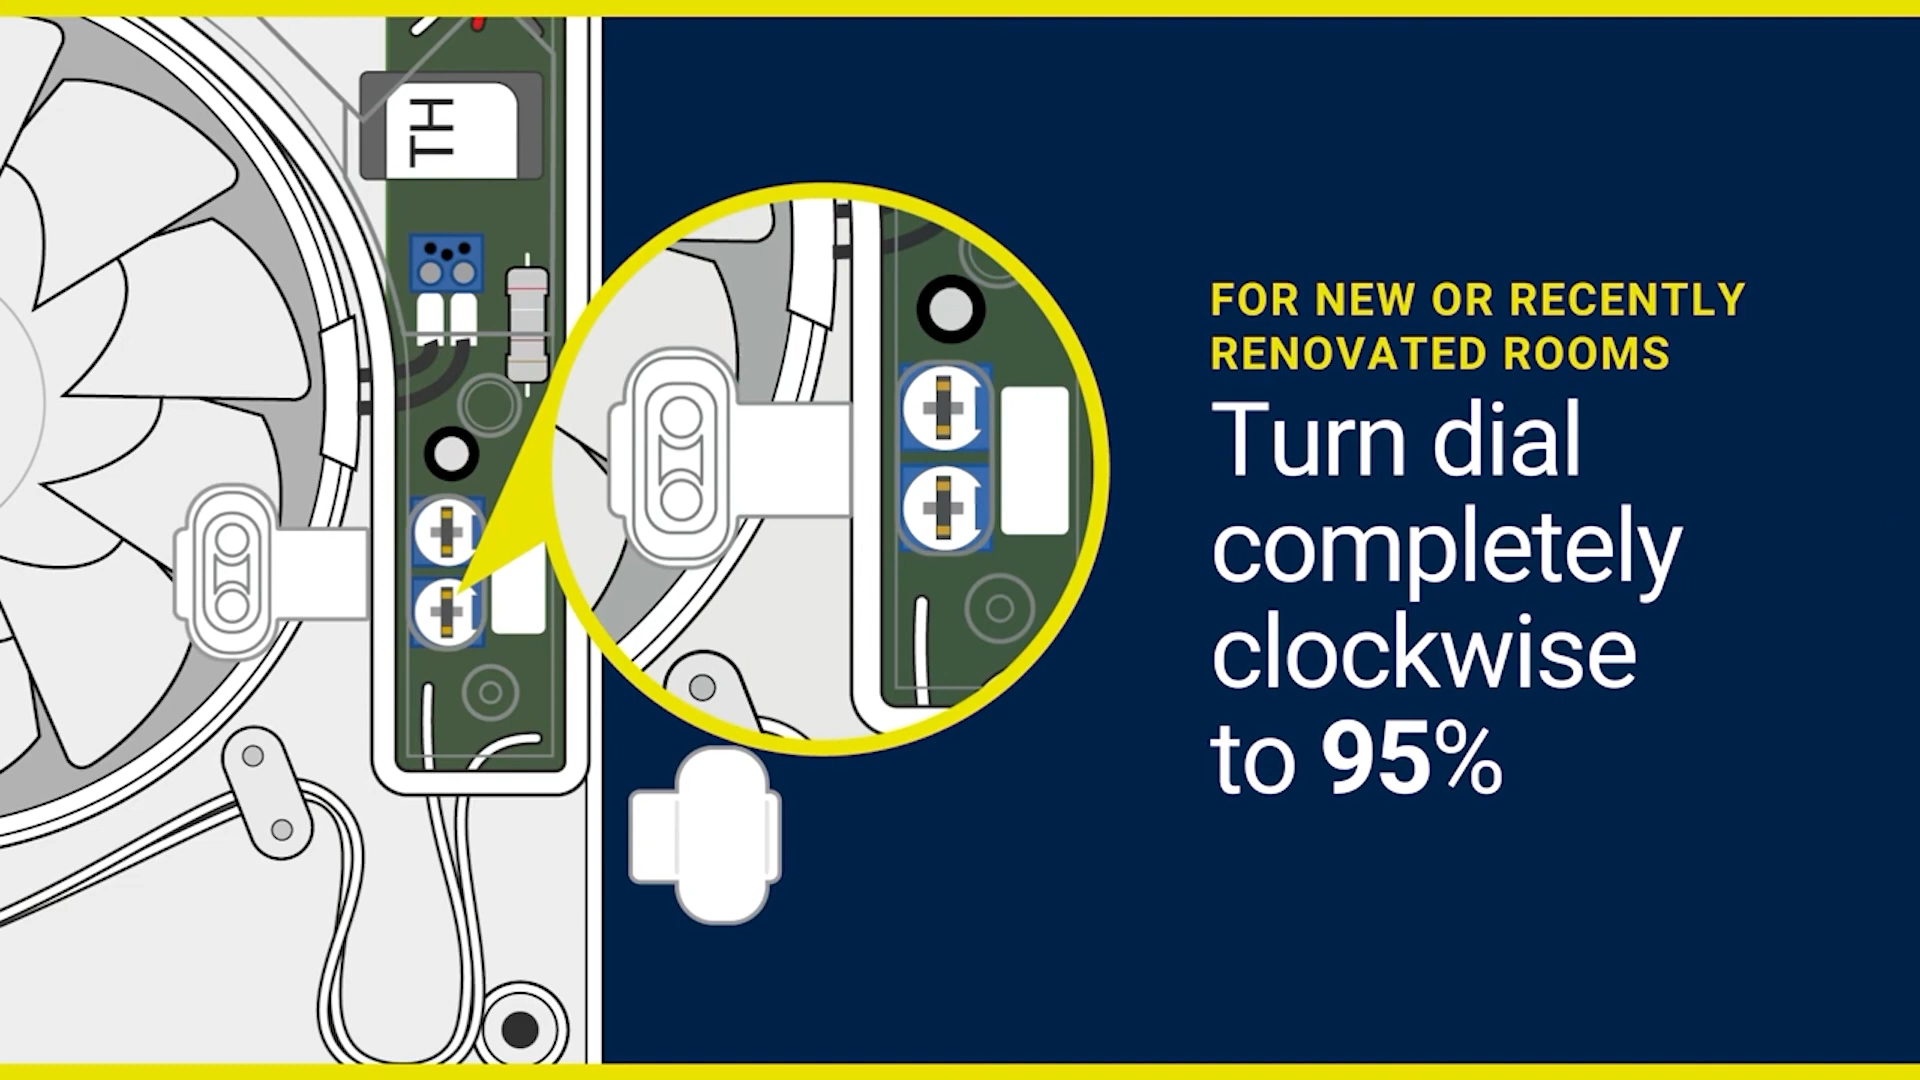 TH
FOR NEW OR RECENTLY
RENOVATED ROOMS
Turn dial
completely
clockwise
to 95%